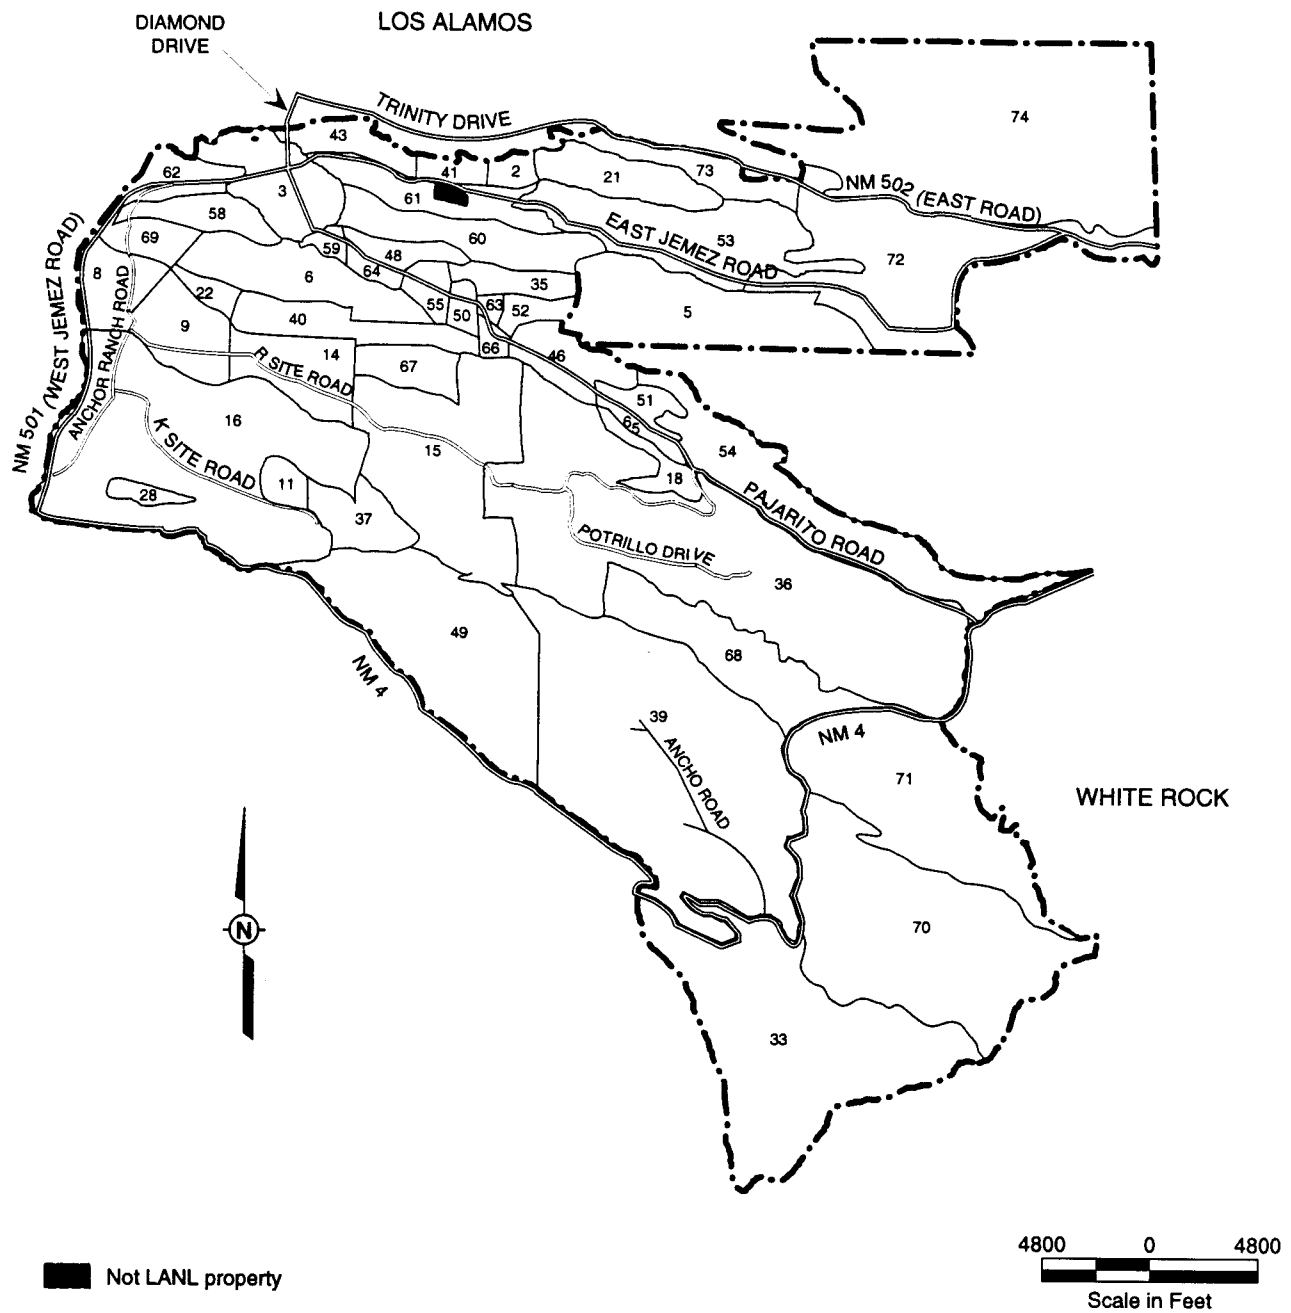 DIAMOND
DRIVE
LOS ALAMOS
TRINITY DRIVE
74
43
62
41
2
21
73
NM 502 (EAST ROAD)
3
61
58
EAST JEMEZ ROAD
53
69
59
48
60
72
8
64
6
35
22
55
50
63
52
5
40
9
NM 501 (WEST JEMEZ ROAD)
ANCHOR RANCH ROAD
R SITE ROAD
14
67
66
46
51
65
16
K SITE ROAD
15
54
28
11
18
37
PAJARITO ROAD
POTRILLO DRIVE
36
49
68
NM 4
39
ANCHO ROAD
NM 4
71
WHITE ROCK
N
70
33
Not LANL property
4800 0 4800
Scale in Feet